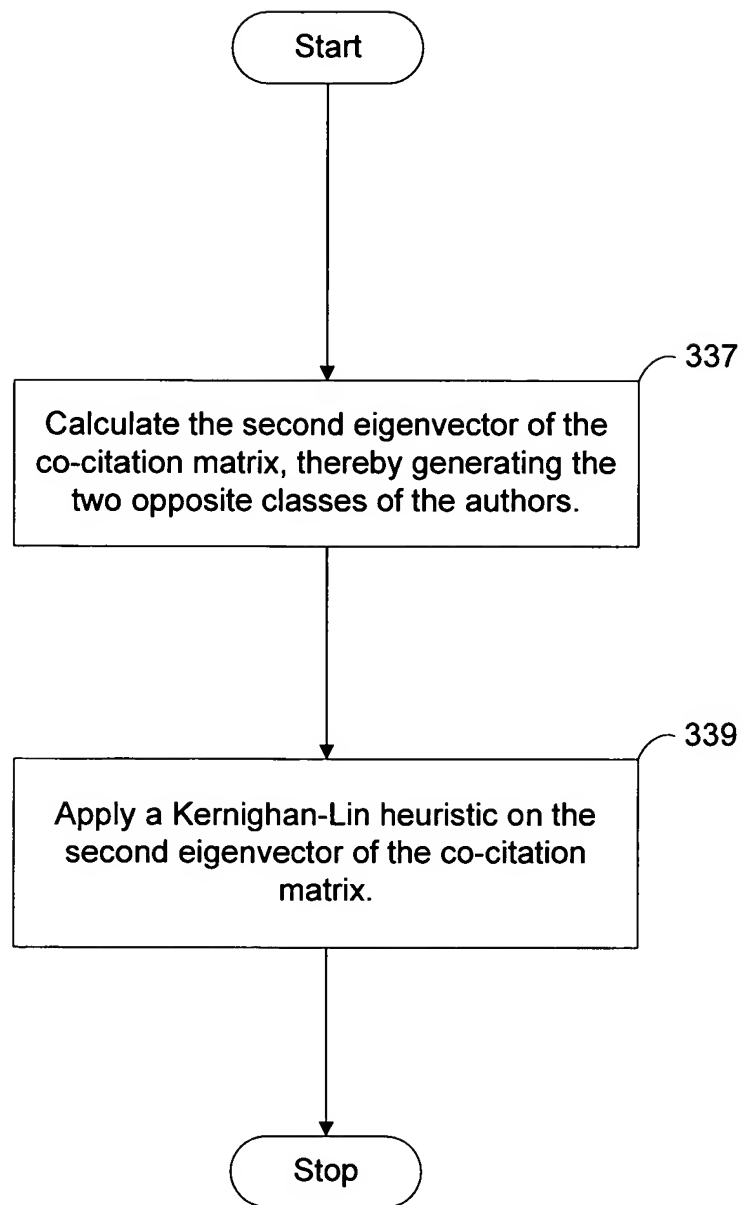 Start
337
Calculate the second eigenvector of the
co-citation matrix, thereby generating the
two opposite classes of the authors.
339
Apply a Kernighan-Lin heuristic on the
second eigenvector of the co-citation
matrix.
Stop